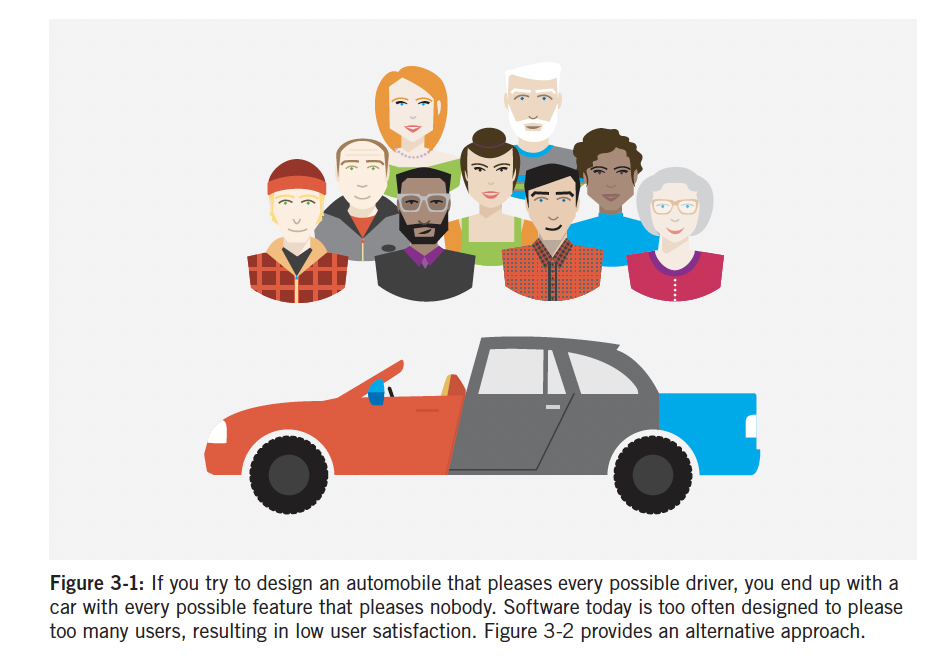 Figure 3-1: If you try to design an automobile that pleases every possible driver, you end up with a
car with every possible feature that pleases nobody. Software today is too often designed to please
too many users, resulting in low user satisfaction. Figure 3-2 provides an alternative approach.